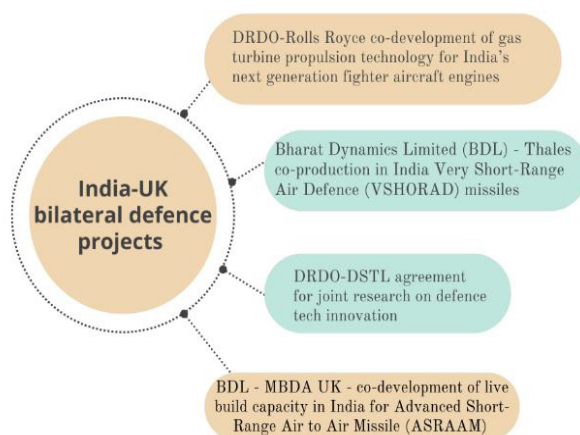 DRDO-Rolls Royce co-development of gas
turbine propulsion technology for India's
next generation fighter aircraft engines
India-UK
bilateral defence
projects
Bharat Dynamics Limited (BDL) - Thales
co-production in India Very Short-Range
Air Defence (VSHORAD) missiles
DRDO-DSTL agreement
for joint research on defence
tech innovation
BDL - MBDA UK - co-development of live
build capacity in India for Advanced Short-
Range Air to Air Missile (ASRAAM)